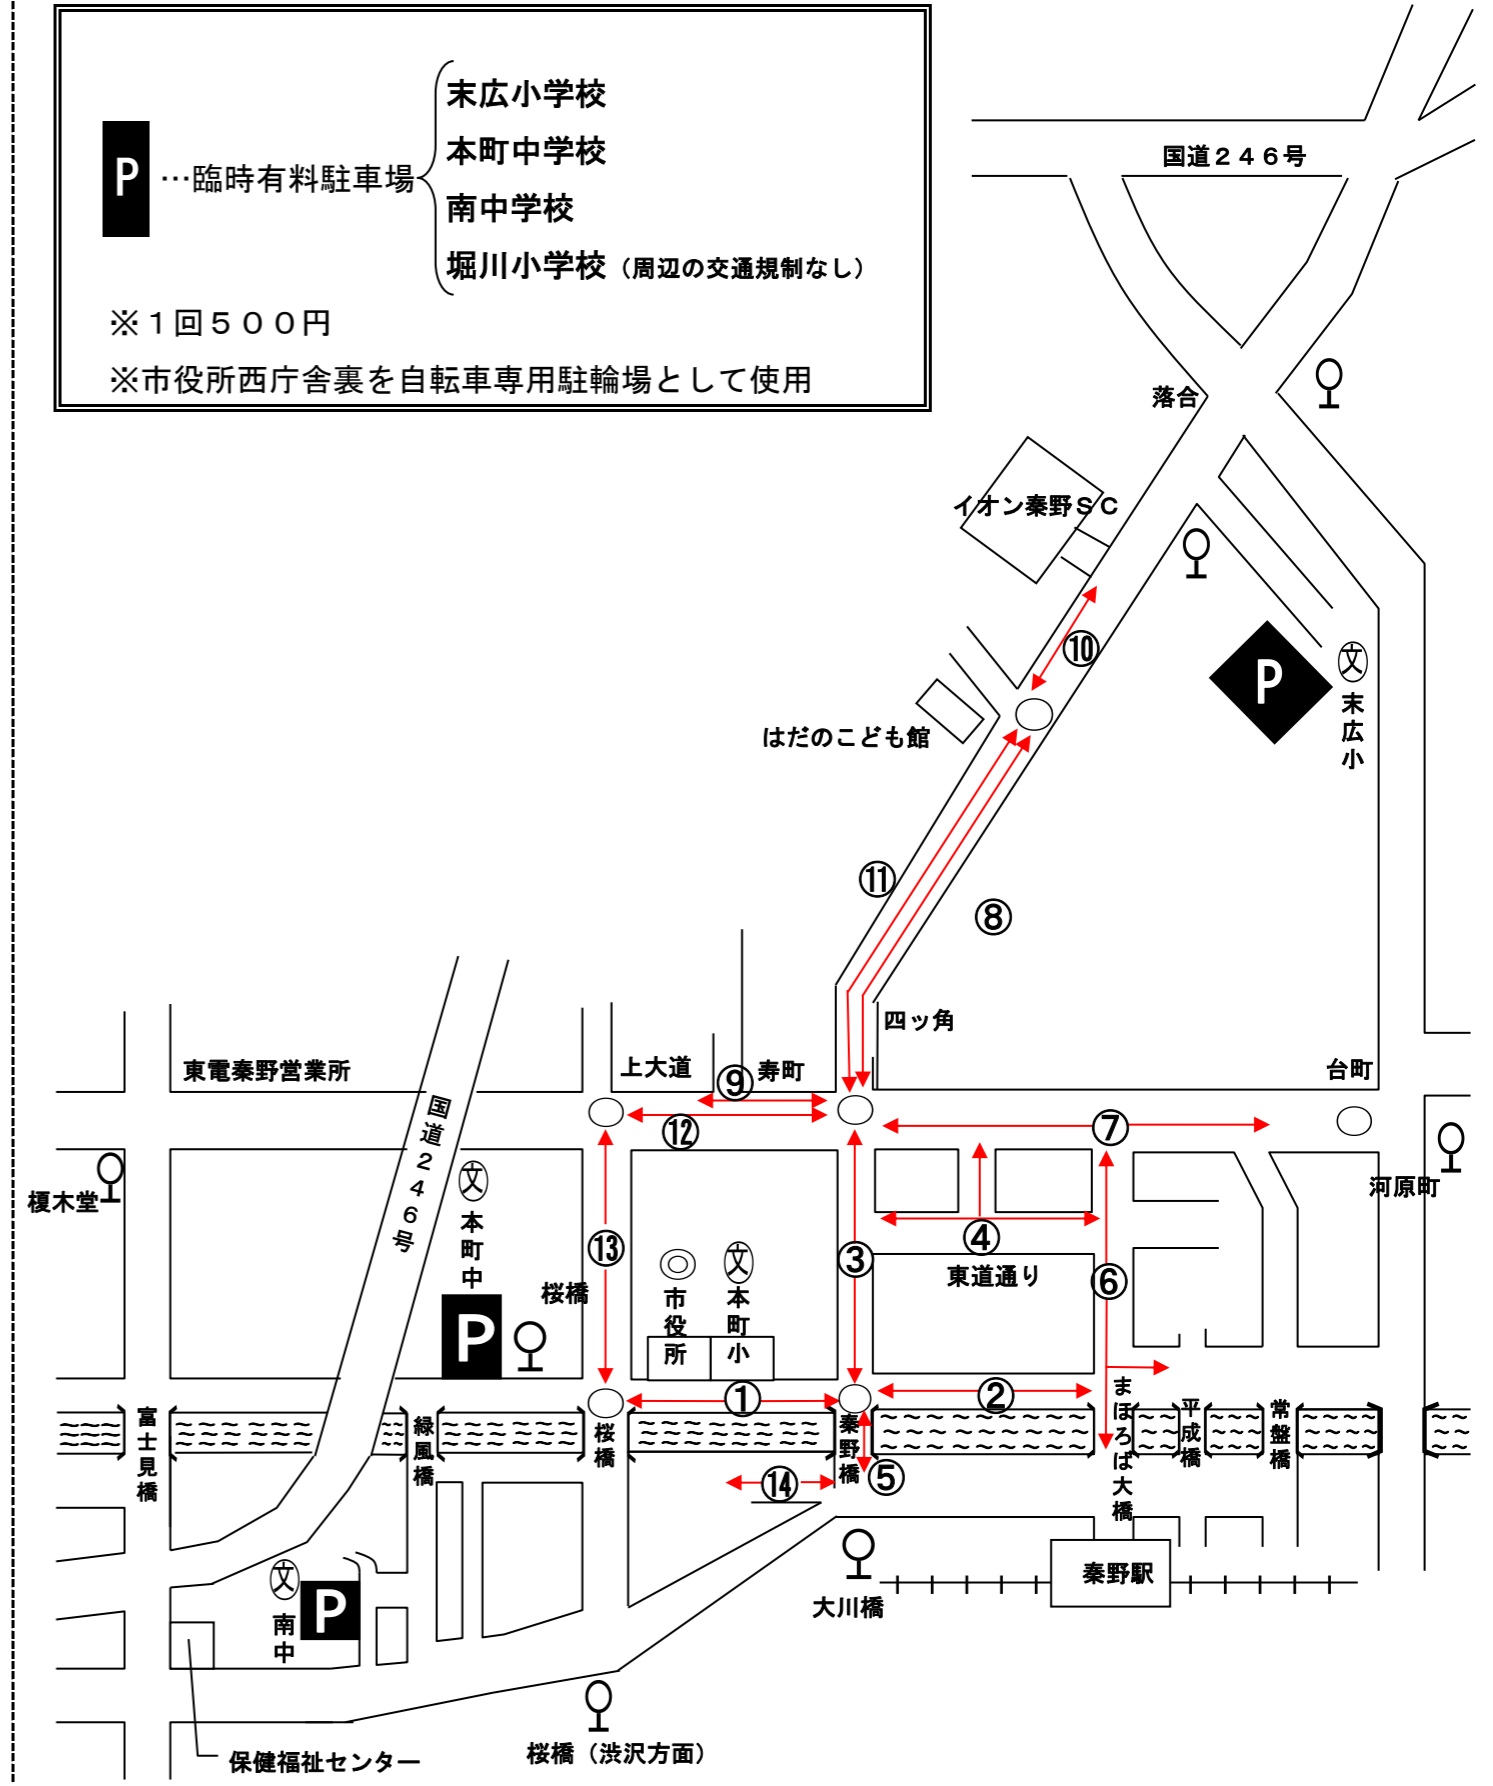 末広小学校
本町中学校
P …臨時有料駐車場
南中学校
堀川小学校（周辺の交通規制なし）
※１回５００円
※市役所西庁舎裏を自転車専用駐輪場として使用
国道２４６号
落合
イオン秦野ＳＣ
⑩
P
文
末広小
はだのこども館
⑪
⑧
四ッ角
東電秦野営業所
上大道
寿町
台町
⑨
国道２４６号
⑫
⑦
榎木堂
文
本町中
河原町
⑬
③
④
東道通り
⑥
桜橋
市役所
文
本町小
P
①
②
富士見橋
緑風橋
桜橋
秦野橋
まほろば大橋
平成橋
常盤橋
⑭
⑤
文
南中
P
大川橋
秦野駅
保健福祉センター
桜橋（渋沢方面）